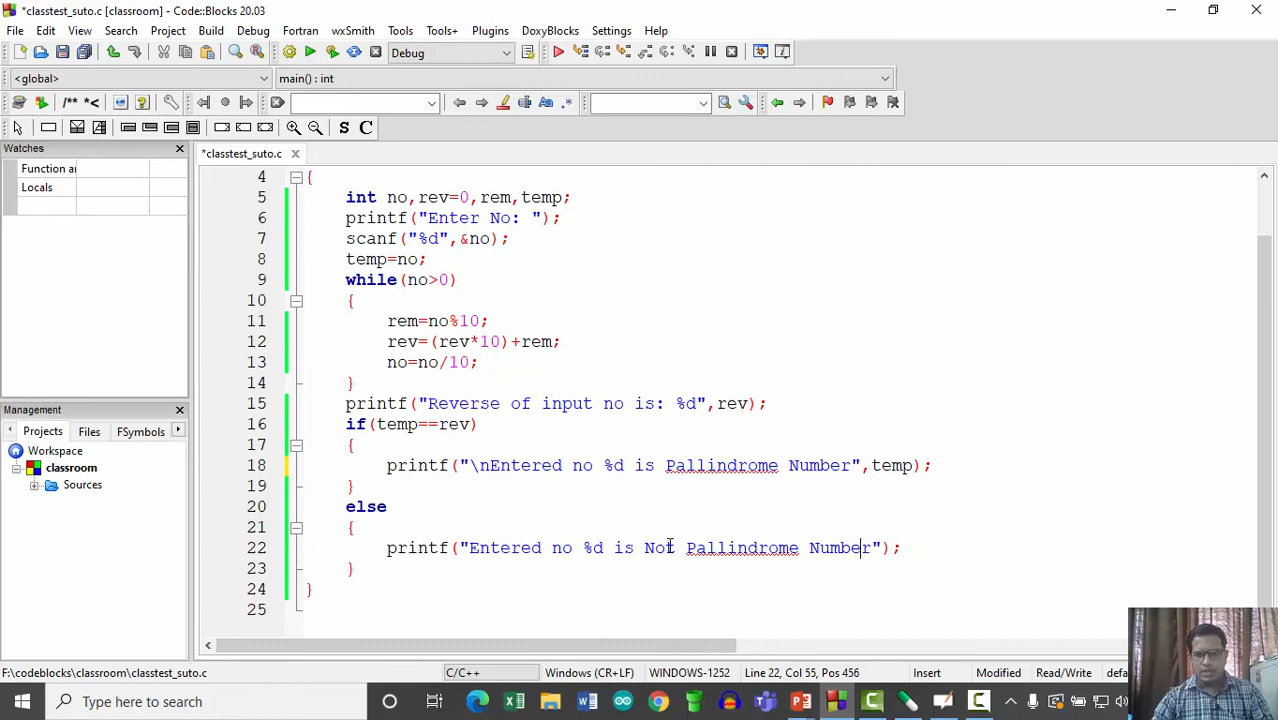 *classtest_suto.c [classroom] - Code::Blocks 20.03
File Edit View Search Project Build Debug Fortran wxSmith Tools Tools+ Plugins DoxyBlocks Settings Help
Debug
<global> main() : int
/** *< Aa .*
S C
Watches
*classtest_suto.c
Function ar
Locals
4 {
5 int no,rev=0,rem,temp;
6 printf("Enter No: ");
7 scanf("%d",&no);
8 temp=no;
9 while(no>0)
10 {
11 rem=no%10;
12 rev=(rev*10)+rem;
13 no=no/10;
14 }
15 printf("Reverse of input no is: %d",rev);
16 if(temp==rev)
17 {
18 printf("\nEntered no %d is Pallindrome Number",temp);
19 }
20 else
21 {
22 printf("Entered no %d is Not Pallindrome Number");
23 }
24 }
25
Management
Projects Files FSymbols
Workspace
classroom
Sources
F:\codeblocks\classroom\classtest_suto.c C/C++ Windows (CR+LF) WINDOWS-1252 Line 22, Col 55, Pos 456 Insert Modified Read/Write defa
Type here to search